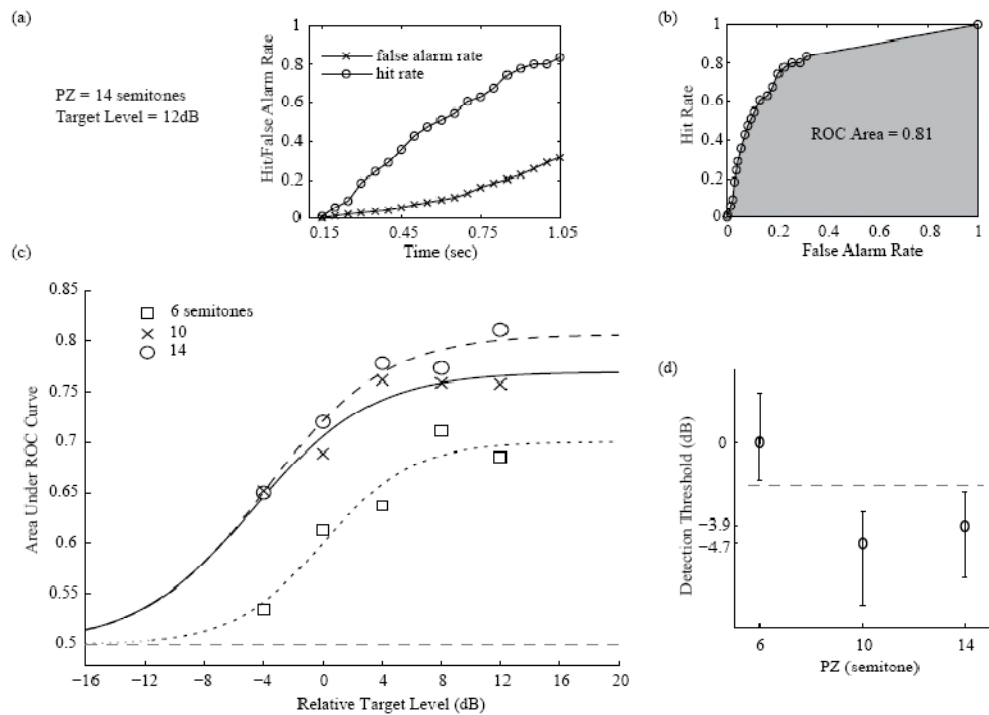 (a)
PZ = 14 semitones
Target Level = 12dB
Hit/False Alarm Rate
1
0.8
0.6
0.4
0.2
0
false alarm rate
hit rate
0.15 0.45 0.75 1.05
Time (sec)
(b)
Hit Rate
1
0.8
0.6
0.4
0.2
0
ROC Area = 0.81
0 0.2 0.4 0.6 0.8 1
False Alarm Rate
(c)
Area Under ROC Curve
0.85
0.8
0.75
0.7
0.65
0.6
0.55
0.5
6 semitones
10
14
−16 −12 −8 −4 0 4 8 12 16 20
Relative Target Level (dB)
(d)
Detection Threshold (dB)
0
−3.9
−4.7
6 10 14
PZ (semitone)